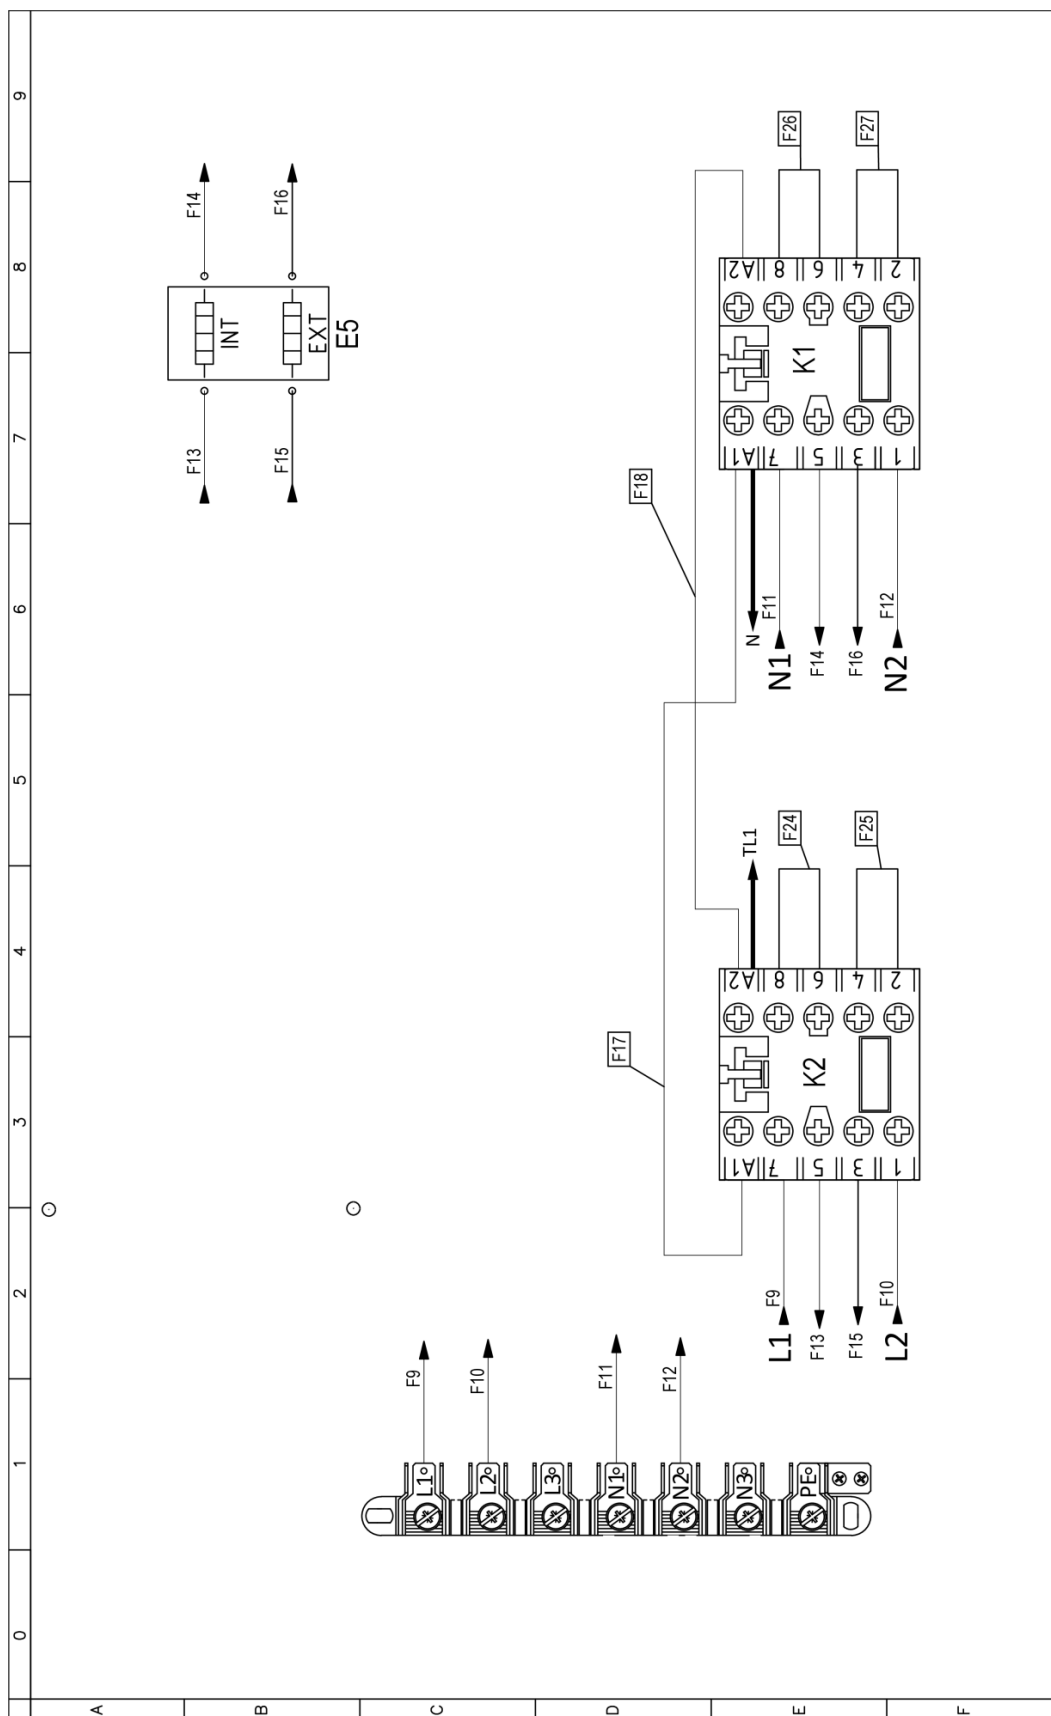 9
8
7
6
5
4
3
2
1
0
A
B
C
D
E
F
F14
F16
INT
EXT
E5
F13
F15
F26
F27
A2
8
6
4
2
K1
A1
7
5
3
1
F18
N
F11
N1
F14
F16
F12
N2
TL1
F24
F25
A2
8
6
4
2
K2
A1
7
5
3
1
F17
F9
L1
F13
F15
F10
L2
F9
F10
F11
F12
L1
L2
L3
N1
N2
N3
PE